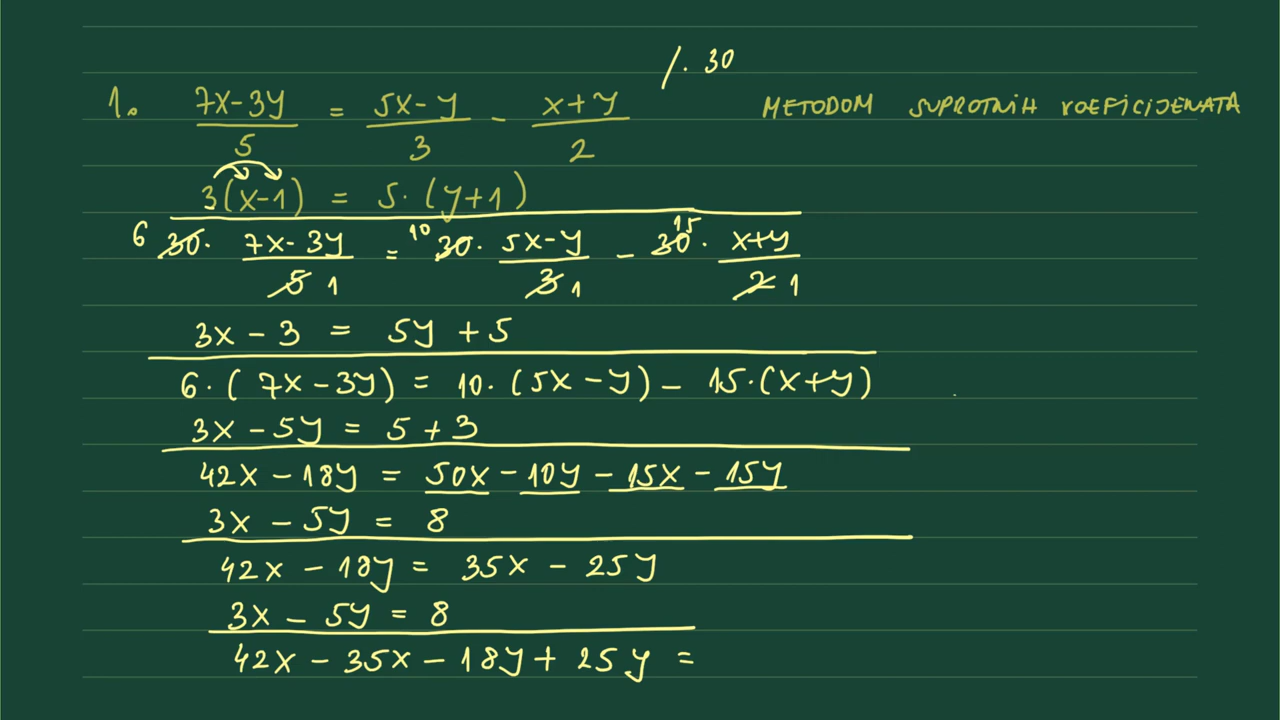 /· 30
1. 7x-3y/5 = 5x-y/3 - x+y/2 METODOM SUPROTNIH KOEFICIJENATA
3(x-1) = 5·(y+1)
6 30· 7x-3y/5 1 = 10 30· 5x-y/3 1 - 15 30· x+y/2 1
3x - 3 = 5y + 5
6·(7x-3y) = 10·(5x-y) - 15·(x+y)
3x - 5y = 5 + 3
42x - 18y = 50x - 10y - 15x - 15y
3x - 5y = 8
42x - 18y = 35x - 25y
3x - 5y = 8
42x - 35x - 18y + 25y =